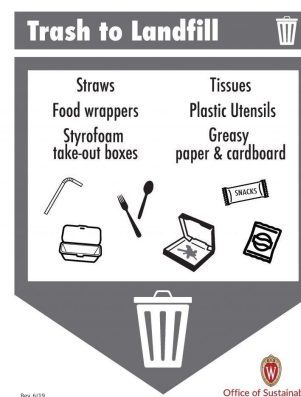 Trash to Landfill
Straws
Food wrappers
Styrofoam
take-out boxes
Tissues
Plastic Utensils
Greasy
paper & cardboard
SNACKS
W
Office of Sustainab
Rev. 6/19